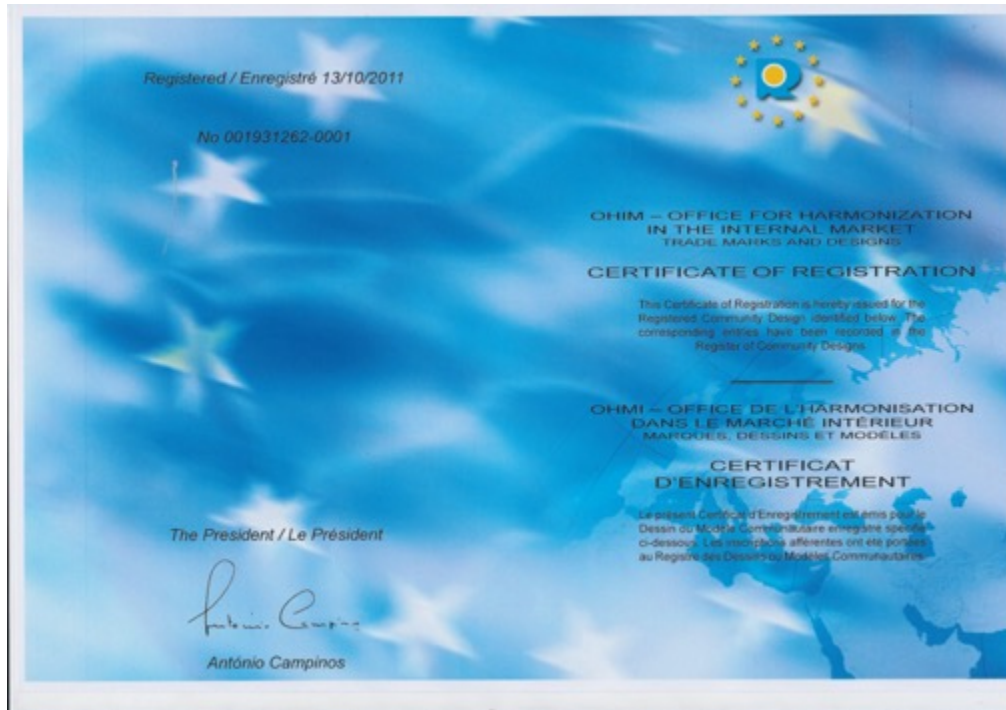 Registered / Enregistré 13/10/2011
No 001931262-0001
The President / Le Président
António Campinos
R
OHIM – OFFICE FOR HARMONIZATION
IN THE INTERNAL MARKET
TRADE MARKS AND DESIGNS
CERTIFICATE OF REGISTRATION
This Certificate of Registration is hereby issued for the
Registered Community Design identified below. The
corresponding entries have been recorded in the
Register of Community Designs
OHMI – OFFICE DE L'HARMONISATION
DANS LE MARCHÉ INTÉRIEUR
MARQUES, DESSINS ET MODÈLES
CERTIFICAT
D'ENREGISTREMENT
Le présent Certificat d'Enregistrement est émis pour le
Dessin ou Modèle Communautaire enregistré spécifié
ci-dessous. Les inscriptions afférentes ont été portées
au Registre des Dessins ou Modèles Communautaires